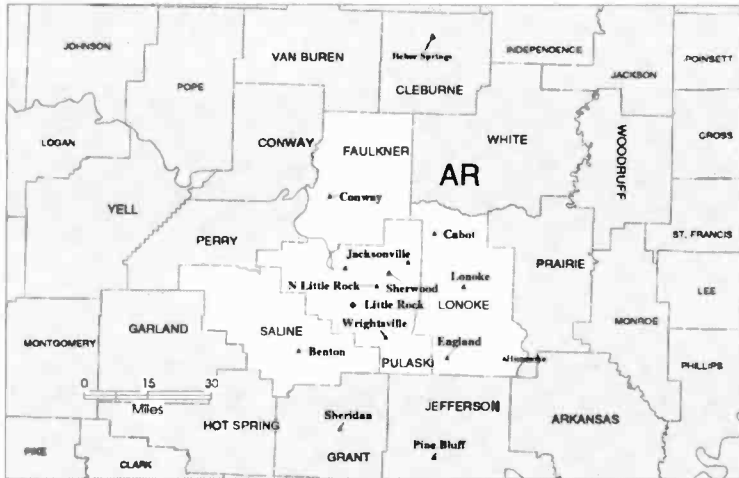 JOHNSON
POPE
VAN BUREN
Heber Springs
CLEBURNE
INDEPENDENCE
JACKSON
POINSETT
LOGAN
CONWAY
FAULKNER
WHITE
WOODRUFF
CROSS
AR
YELL
Conway
PERRY
Cabot
ST. FRANCIS
Jacksonville
PRAIRIE
N Little Rock
Sherwood
Lonoke
LEE
Little Rock
LONOKE
MONROE
GARLAND
SALINE
Wrightsville
England
MONTGOMERY
Benton
PULASKI
PHILLIPS
0 15 30
Miles
Sheridan
JEFFERSON
HOT SPRING
ARKANSAS
Pine Bluff
PIKE
CLARK
GRANT